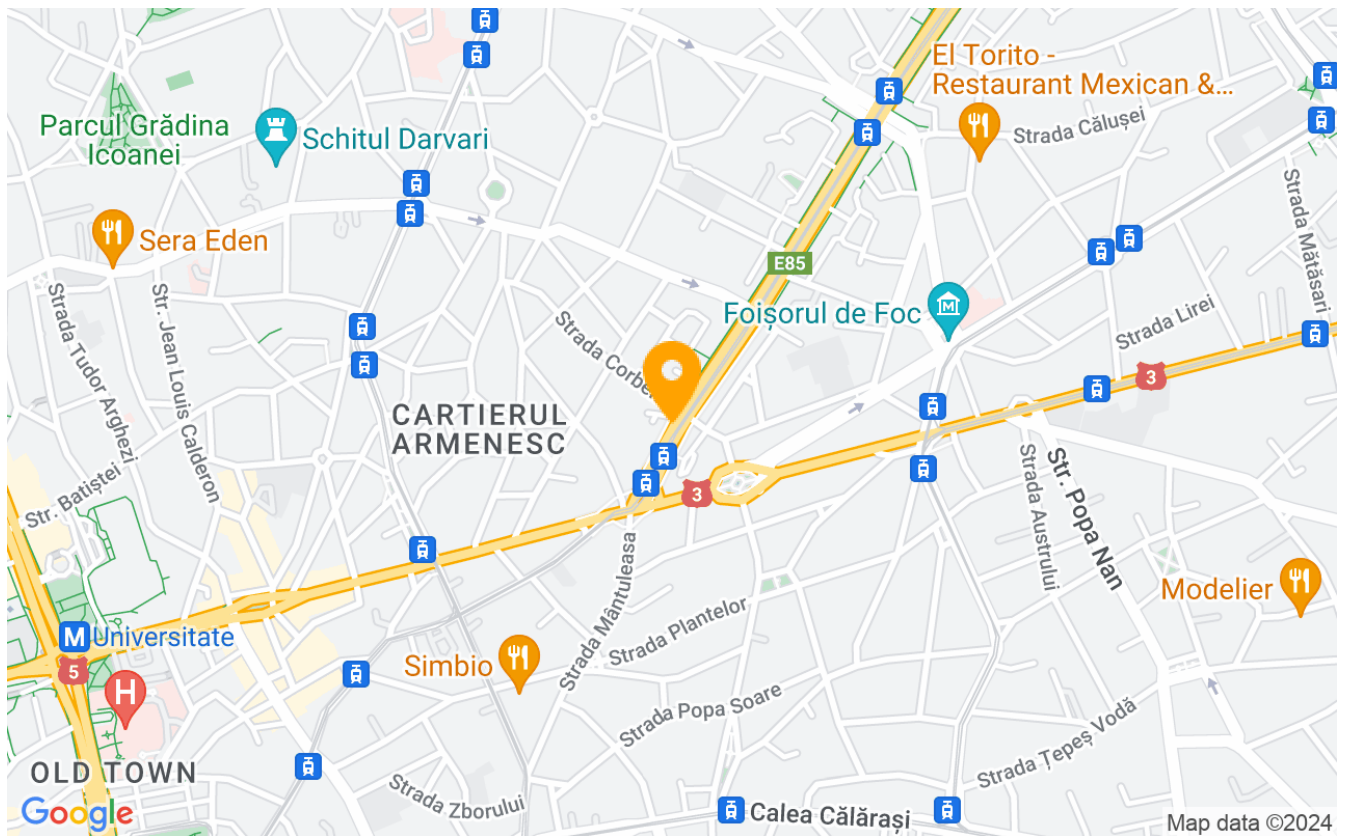 El Torito -
Restaurant Mexican &...
Parcul Grădina
Icoanei
Schitul Darvari
Strada Călușei
Strada Mătăsari
Sera Eden
E85
Strada Tudor Arghezi
Str. Jean Louis Calderon
Foișorul de Foc
M
Strada Lirei
Strada Corbe
3
CARTIERUL
ARMENESC
Str. Batiștei
3
Str. Popa Nan
Strada Austrului
Strada Mântuleasa
Modelier
Strada Plantelor
M Universitate
5
Simbio
H
Strada Popa Soare
Strada Țepeș Vodă
OLD TOWN
Strada Zborului
Calea Călărași
Google
Map data ©2024